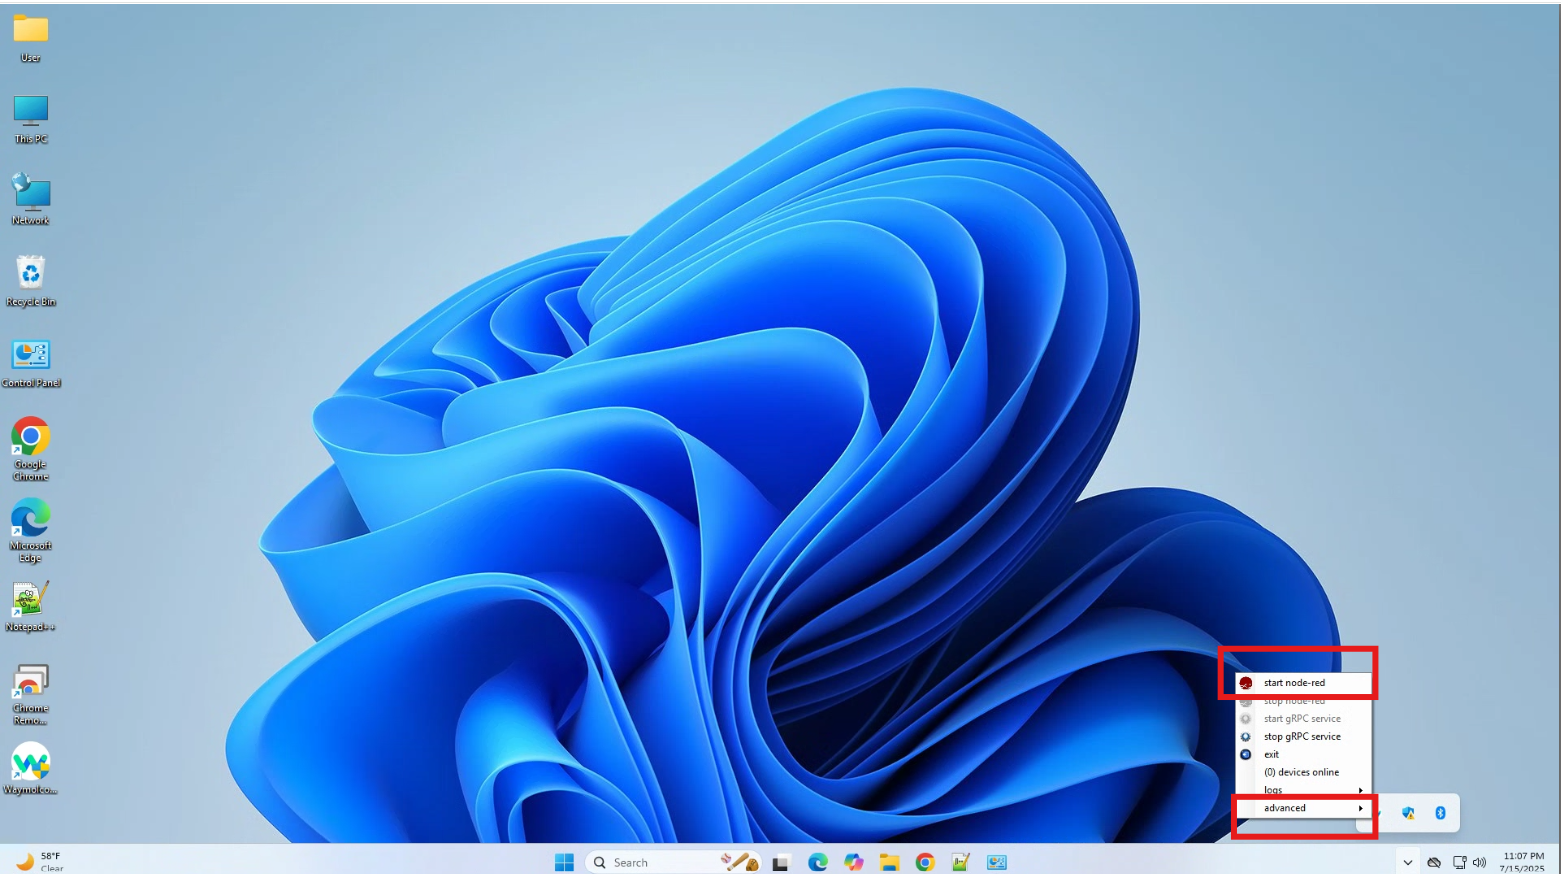 User
This PC
Network
Recycle Bin
Control Panel
Google
Chrome
Microsoft
Edge
Notepad++
Chrome
Remo...
WaymoIco...
start node-red
stop node-red
start gRPC service
stop gRPC service
exit
(0) devices online
logs
advanced
58°F
Clear
Search
11:07 PM
7/15/2025